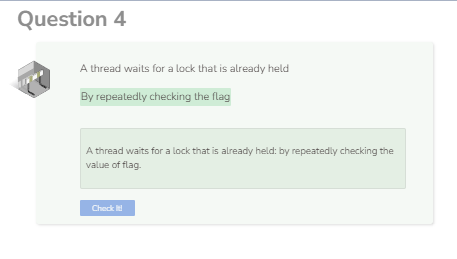 Question 4
A thread waits for a lock that is already held
By repeatedly checking the flag
A thread waits for a lock that is already held: by repeatedly checking the
value of flag.
Check It!